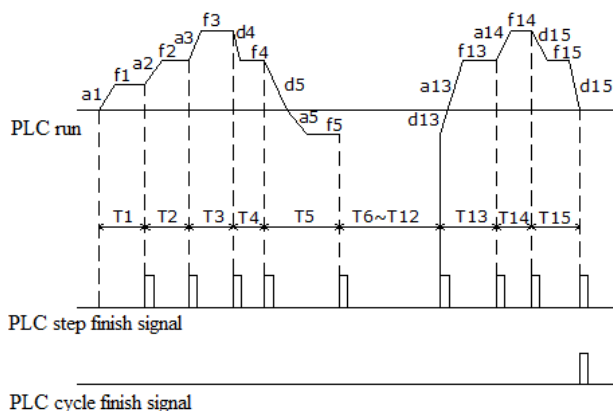 f3 f14
a3 d4 a14 d15
f2 f4 f13 f15
a2
f1 a13
a1 d5 d15
a5 f5 d13
PLC run
T1 T2 T3 T4 T5 T6~T12 T13 T14 T15
PLC step finish signal
PLC cycle finish signal